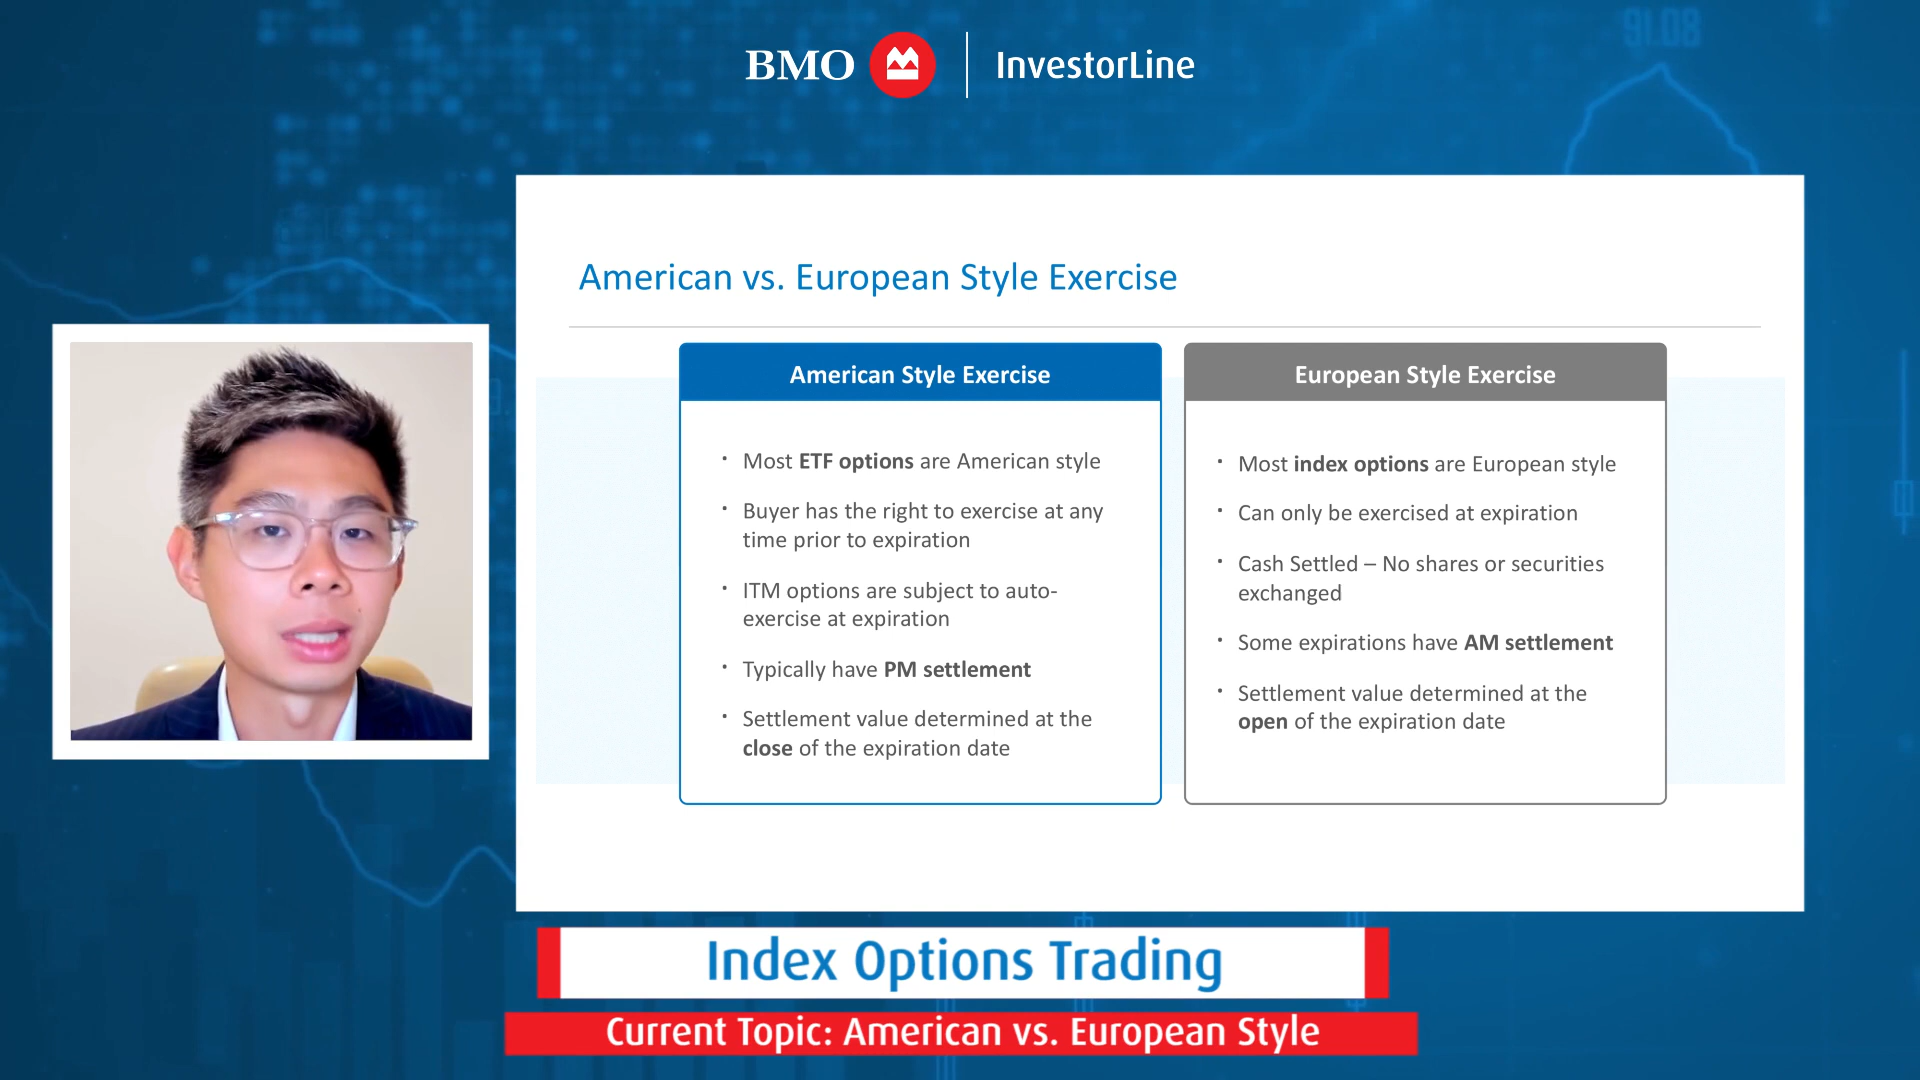 91.08
BMO InvestorLine
American vs. European Style Exercise
American Style Exercise
· Most ETF options are American style
· Buyer has the right to exercise at any
time prior to expiration
· ITM options are subject to auto-
exercise at expiration
· Typically have PM settlement
· Settlement value determined at the
close of the expiration date
European Style Exercise
· Most index options are European style
· Can only be exercised at expiration
· Cash Settled – No shares or securities
exchanged
· Some expirations have AM settlement
· Settlement value determined at the
open of the expiration date
Index Options Trading
Current Topic: American vs. European Style